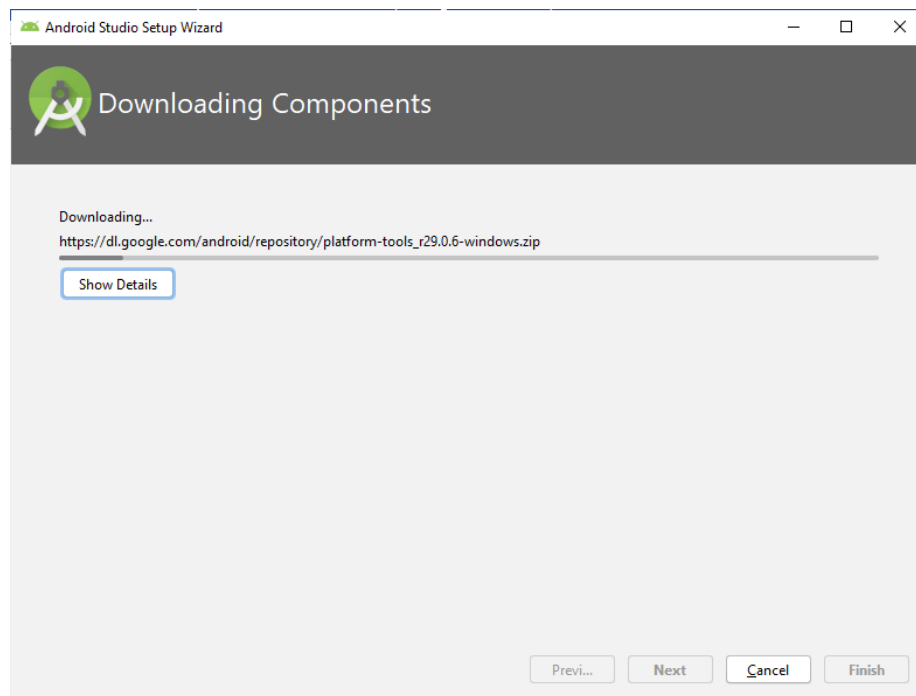 Android Studio Setup Wizard
Downloading Components
Downloading...
https://dl.google.com/android/repository/platform-tools_r29.0.6-windows.zip
Show Details
Previ... Next Cancel Finish